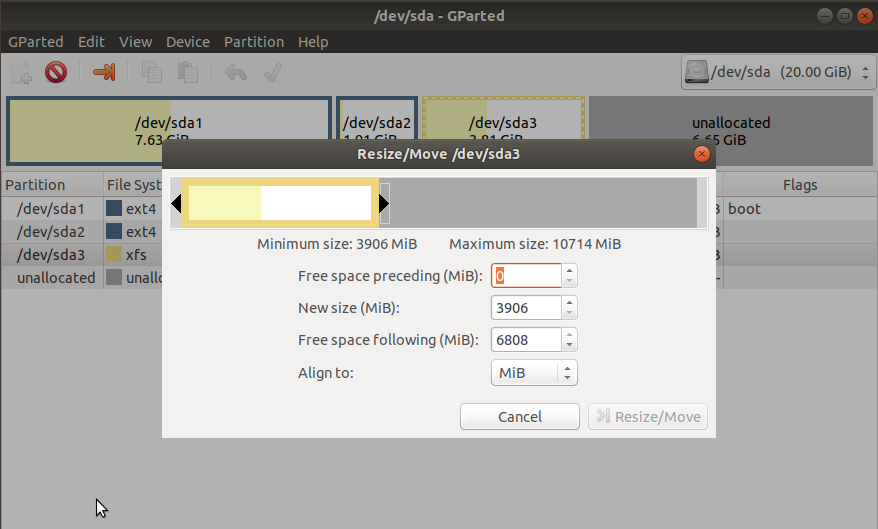 /dev/sda - GParted
GParted Edit View Device Partition Help
/dev/sda (20.00 GiB)
/dev/sda1 /dev/sda2 /dev/sda3 unallocated
7.63 GiB 1.91 GiB 3.81 GiB 6.65 GiB
Resize/Move /dev/sda3
Partition File Syst Flags
/dev/sda1 ext4 boot
/dev/sda2 ext4
/dev/sda3 xfs
unallocated unallo
Minimum size: 3906 MiB Maximum size: 10714 MiB
Free space preceding (MiB): 0
New size (MiB): 3906
Free space following (MiB): 6808
Align to: MiB
Cancel Resize/Move